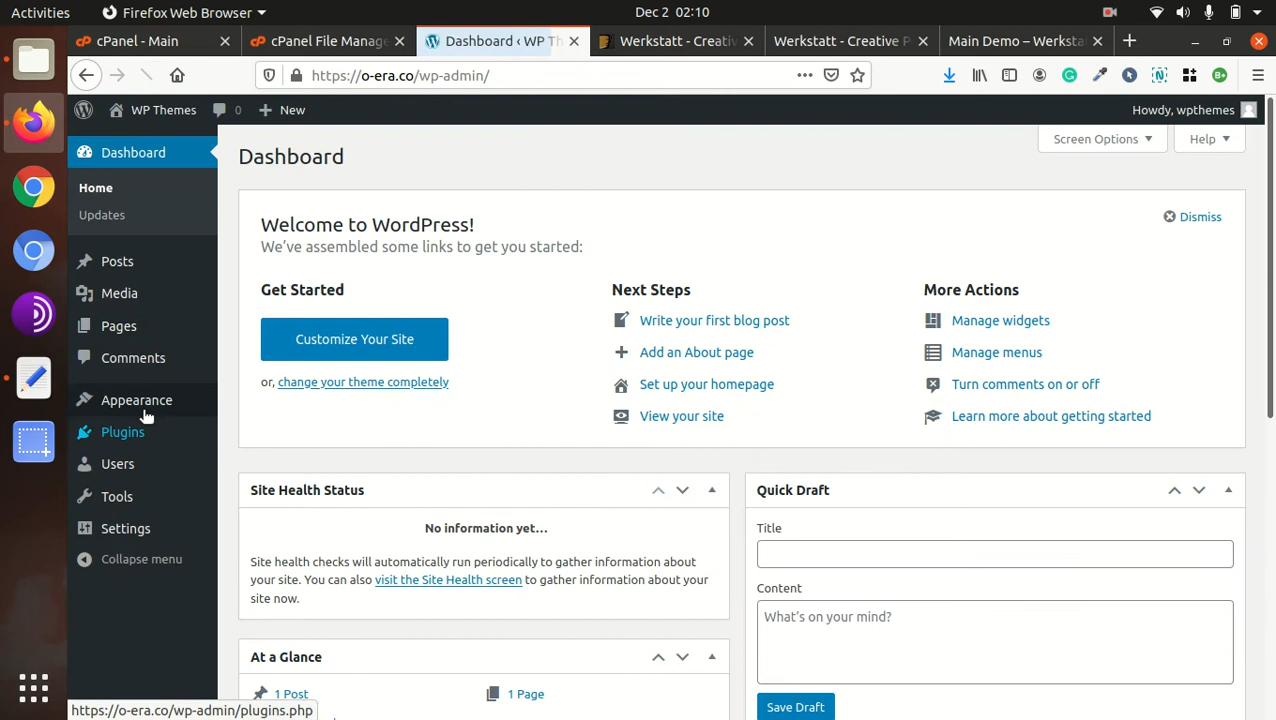 Activities
Firefox Web Browser
Dec 2 02:10
cPanel - Main
cPanel File Manage
Dashboard ‹ WP Th
Werkstatt - Creativ
Werkstatt - Creative P
Main Demo – Werksta
https://o-era.co/wp-admin/
WP Themes
0
New
Howdy, wpthemes
Dashboard
Home
Updates
Posts
Media
Pages
Comments
Appearance
Plugins
Users
Tools
Settings
Collapse menu
Screen Options
Help
Dashboard
Welcome to WordPress!
Dismiss
We've assembled some links to get you started:
Get Started
Customize Your Site
or, change your theme completely
Next Steps
Write your first blog post
Add an About page
Set up your homepage
View your site
More Actions
Manage widgets
Manage menus
Turn comments on or off
Learn more about getting started
Site Health Status
No information yet…
Site health checks will automatically run periodically to gather information about
your site. You can also visit the Site Health screen to gather information about your
site now.
At a Glance
1 Post
1 Page
Quick Draft
Title
Content
What's on your mind?
Save Draft
https://o-era.co/wp-admin/plugins.php